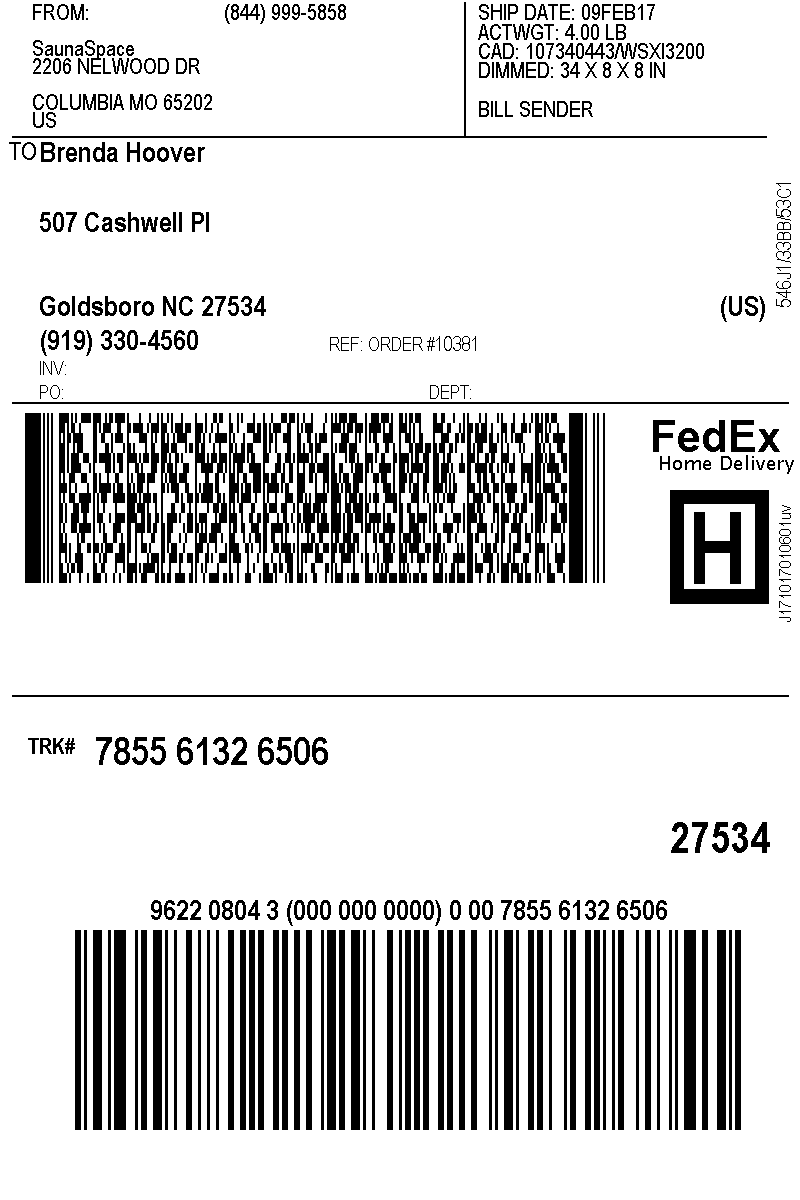 FROM: (844) 999-5858
SaunaSpace
2206 NELWOOD DR
COLUMBIA MO 65202
US
SHIP DATE: 09FEB17
ACTWGT: 4.00 LB
CAD: 107340443/WSXI3200
DIMMED: 34 X 8 X 8 IN
BILL SENDER
TO Brenda Hoover
507 Cashwell Pl
Goldsboro NC 27534 (US)
(919) 330-4560 REF: ORDER #10381
INV:
PO: DEPT:
546J1/33BB/53C1
FedEx
Home Delivery
H
J171017010601uv
TRK# 7855 6132 6506
27534
9622 0804 3 (000 000 0000) 0 00 7855 6132 6506